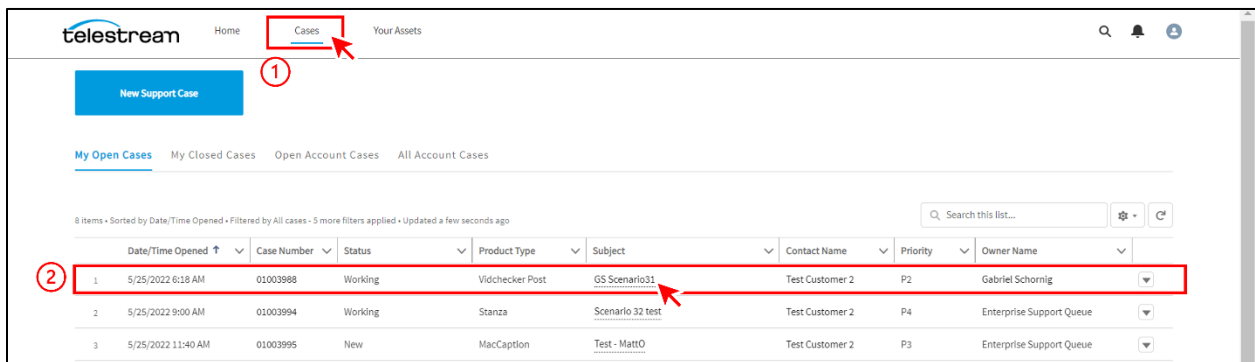 telestream Home Cases Your Assets
1
New Support Case
My Open Cases My Closed Cases Open Account Cases All Account Cases
8 items • Sorted by Date/Time Opened • Filtered by All cases - 5 more filters applied • Updated a few seconds ago
Search this list...
Date/Time Opened ↑ Case Number Status Product Type Subject Contact Name Priority Owner Name
2
1 5/25/2022 6:18 AM 01003988 Working Vidchecker Post GS Scenario31 Test Customer 2 P2 Gabriel Schornig
2 5/25/2022 9:00 AM 01003994 Working Stanza Scenario 32 test Test Customer 2 P4 Enterprise Support Queue
3 5/25/2022 11:40 AM 01003995 New MacCaption Test - MattO Test Customer 2 P3 Enterprise Support Queue